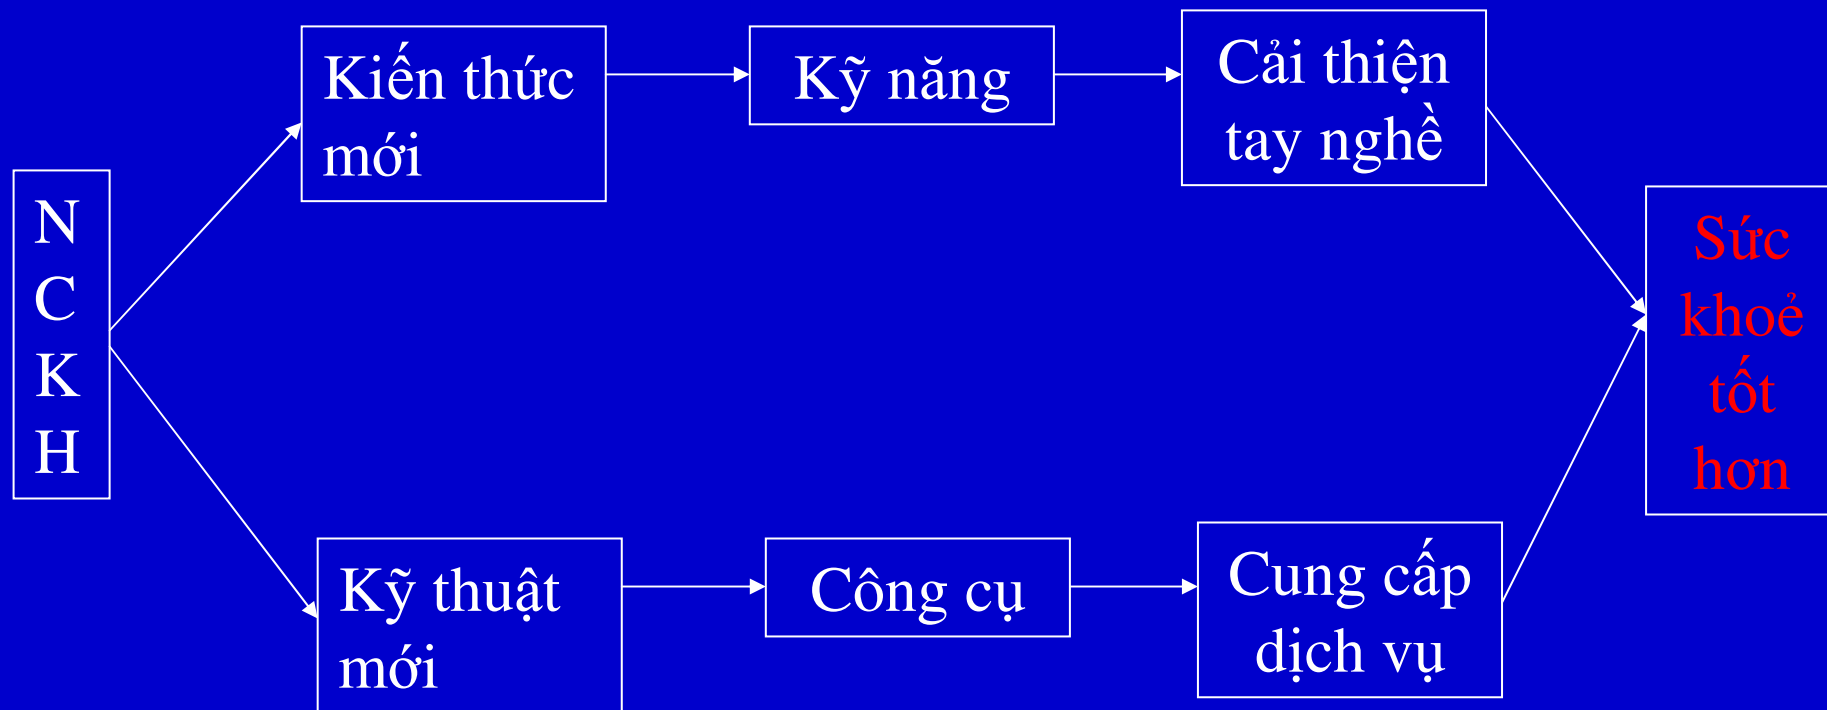 N
C
K
H
Kiến thức
mới
Kỹ năng
Cải thiện
tay nghề
Kỹ thuật
mới
Công cụ
Cung cấp
dịch vụ
Sức
khoẻ
tốt
hơn